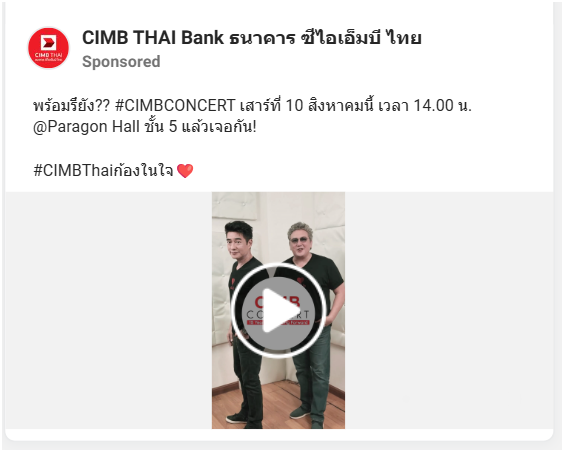 CIMB THAI
CIMB THAI Bank ธนาคาร ซีไอเอ็มบี ไทย
Sponsored
พร้อมรึยัง?? #CIMBCONCERT เสาร์ที่ 10 สิงหาคมนี้ เวลา 14.00 น.
@Paragon Hall ชั้น 5 แล้วเจอกัน!
#CIMBThaiก้องในใจ❤️
CIMB
CONCERT